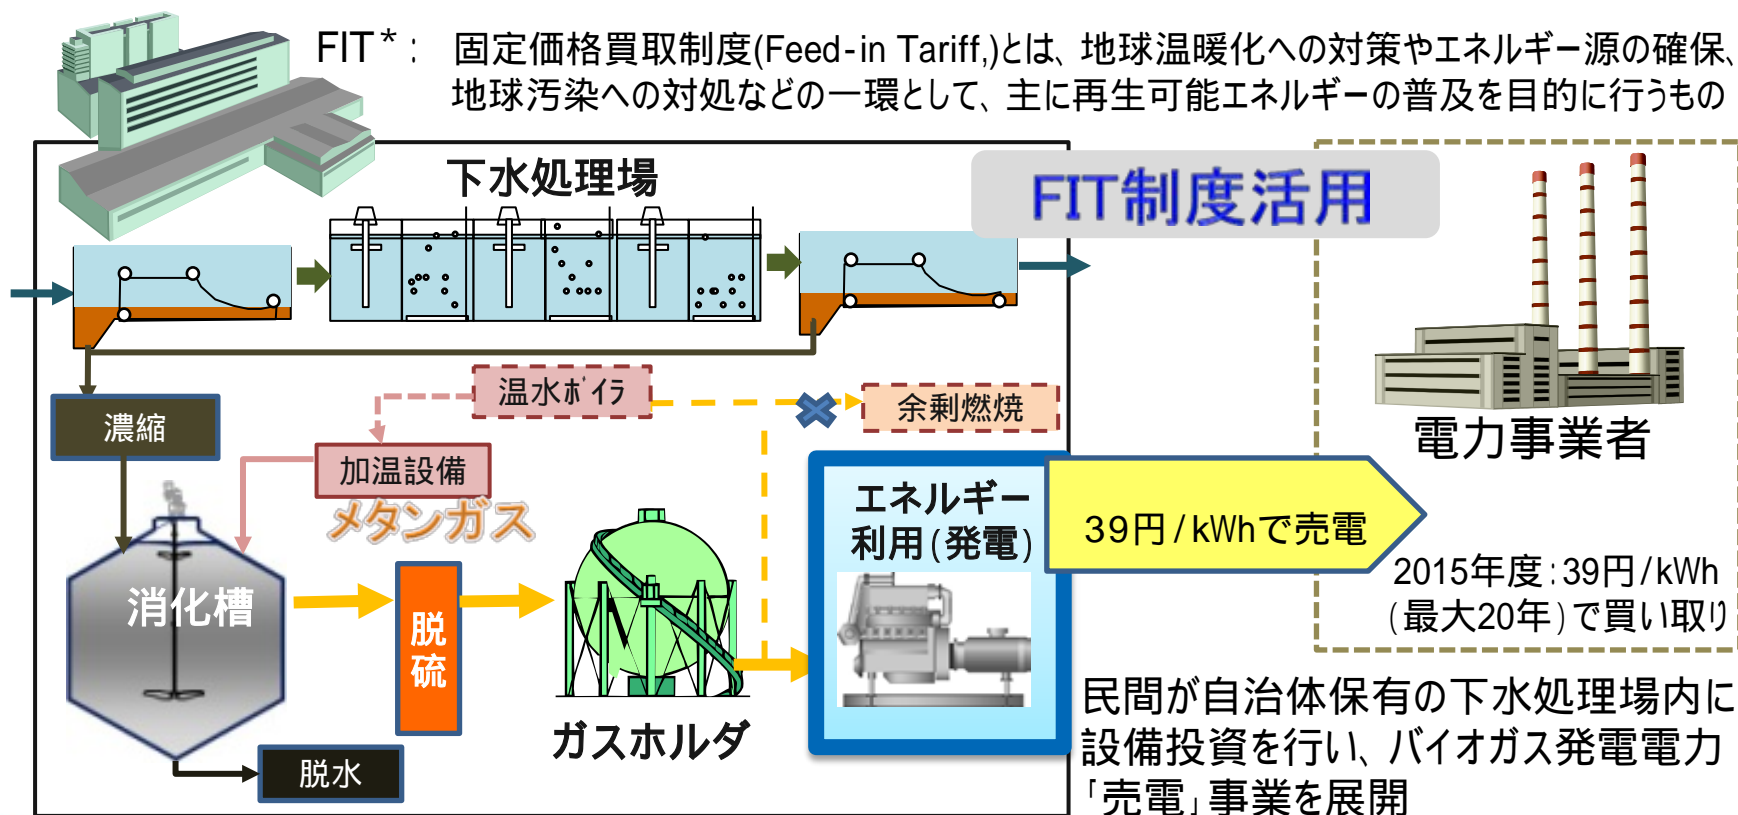 FIT*： 固定価格買取制度(Feed-in Tariff,)とは、地球温暖化への対策やエネルギー源の確保、
地球汚染への対処などの一環として、主に再生可能エネルギーの普及を目的に行うもの
下水処理場
FIT制度活用
温水ﾎﾞｲﾗ
余剰燃焼
濃縮
加温設備
電力事業者
メタンガス
エネルギー
利用(発電)
39円/kWhで売電
2015年度:39円/kWh
(最大20年)で買い取り
消化槽
脱硫
ガスホルダ
脱水
民間が自治体保有の下水処理場内に
設備投資を行い、バイオガス発電電力
「売電」事業を展開